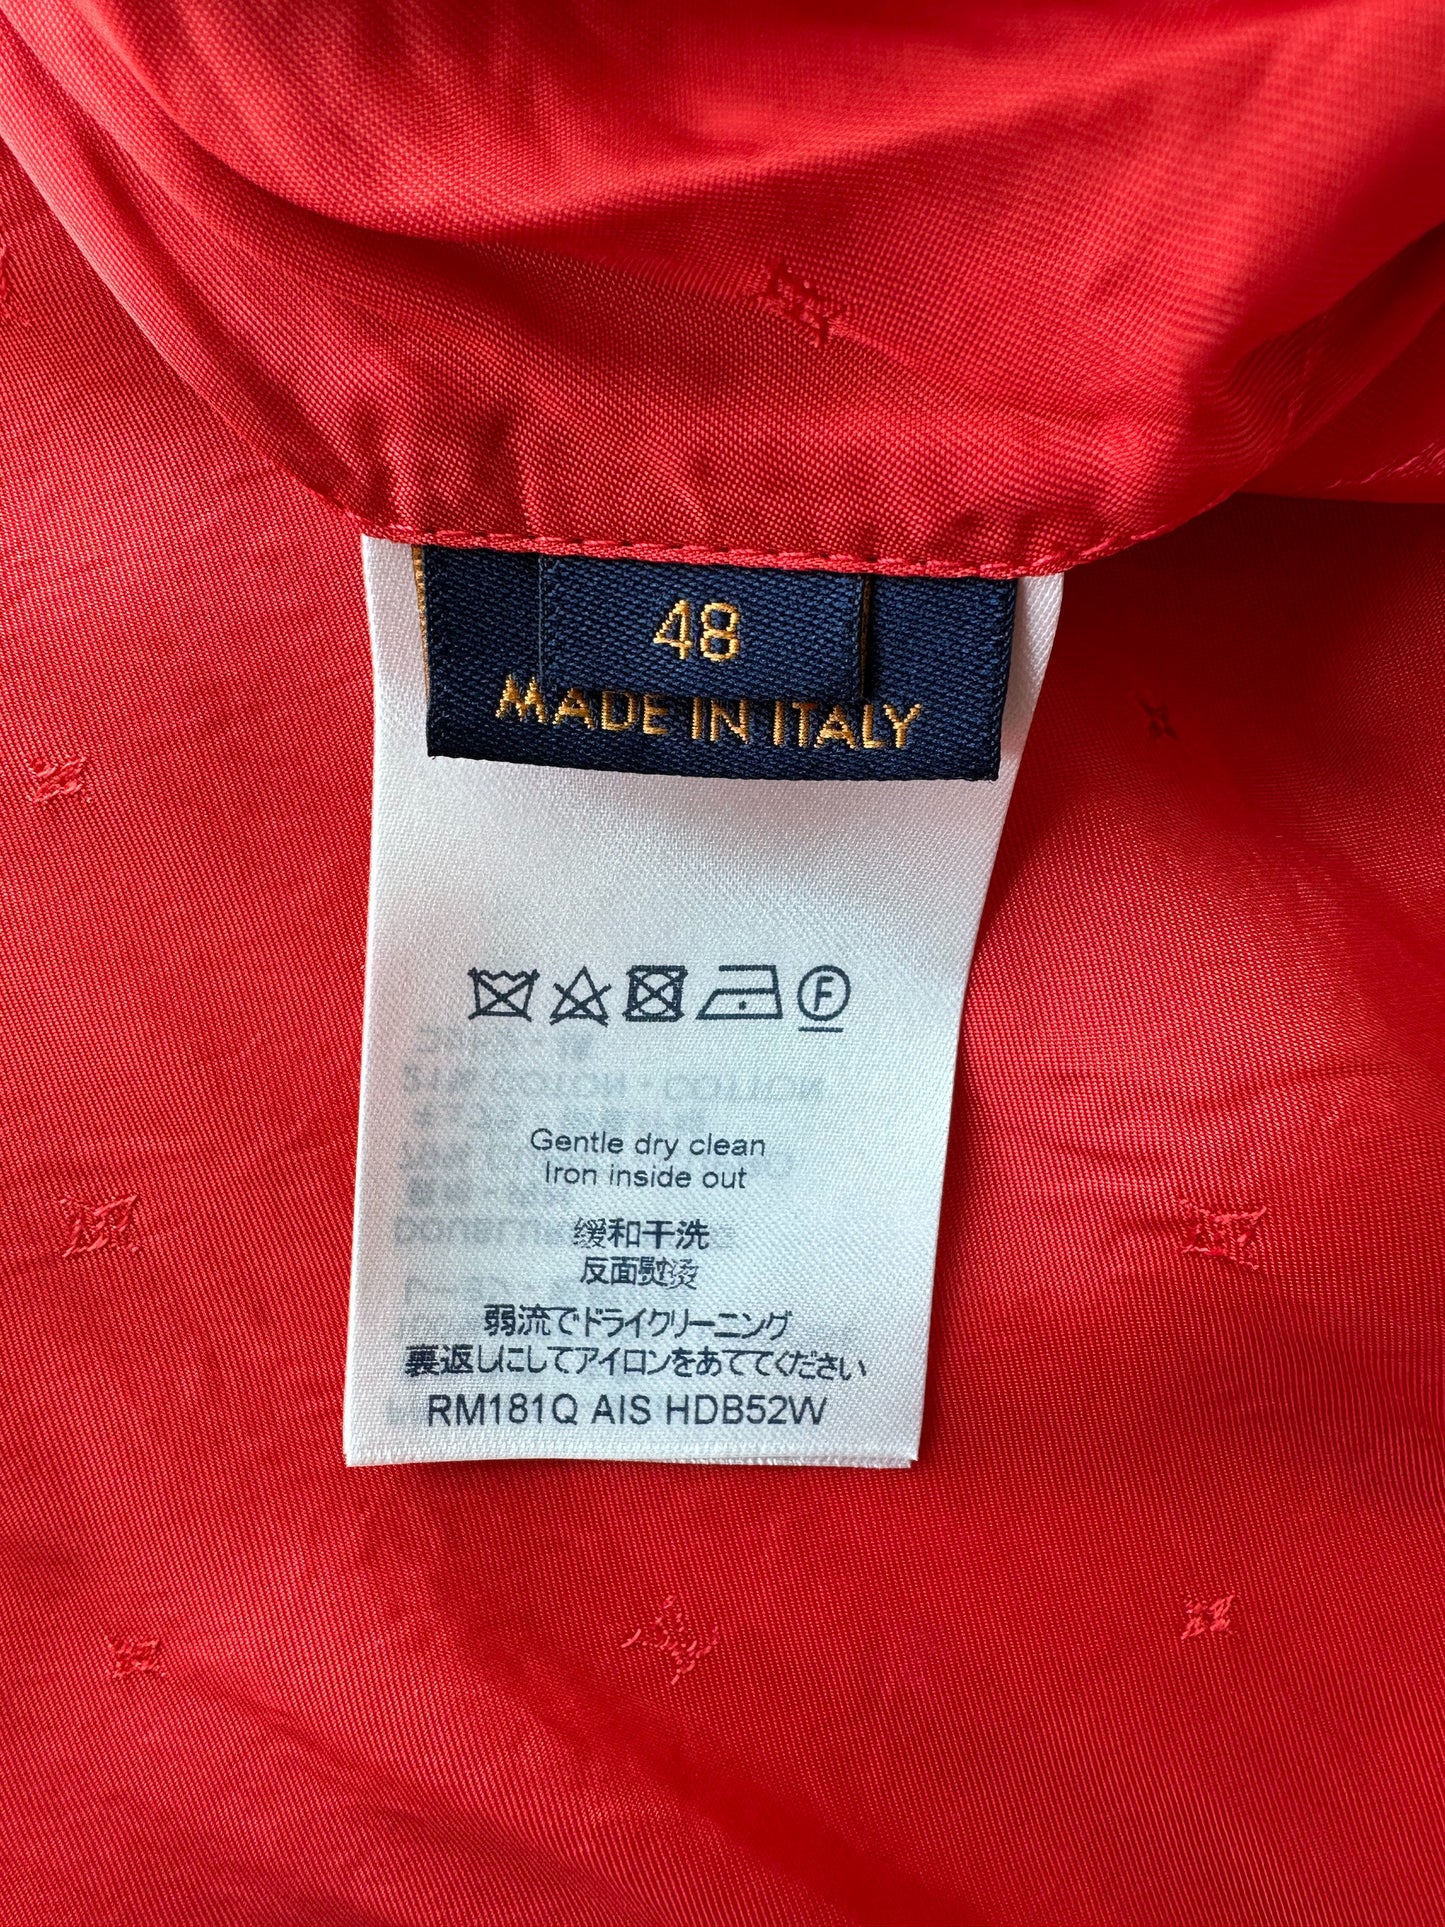 48
MADE IN ITALY
F
Gentle dry clean
Iron inside out
缓和干洗
反面熨烫
弱流でドライクリーニング
裏返しにしてアイロンをあててください
RM181Q AIS HDB52W